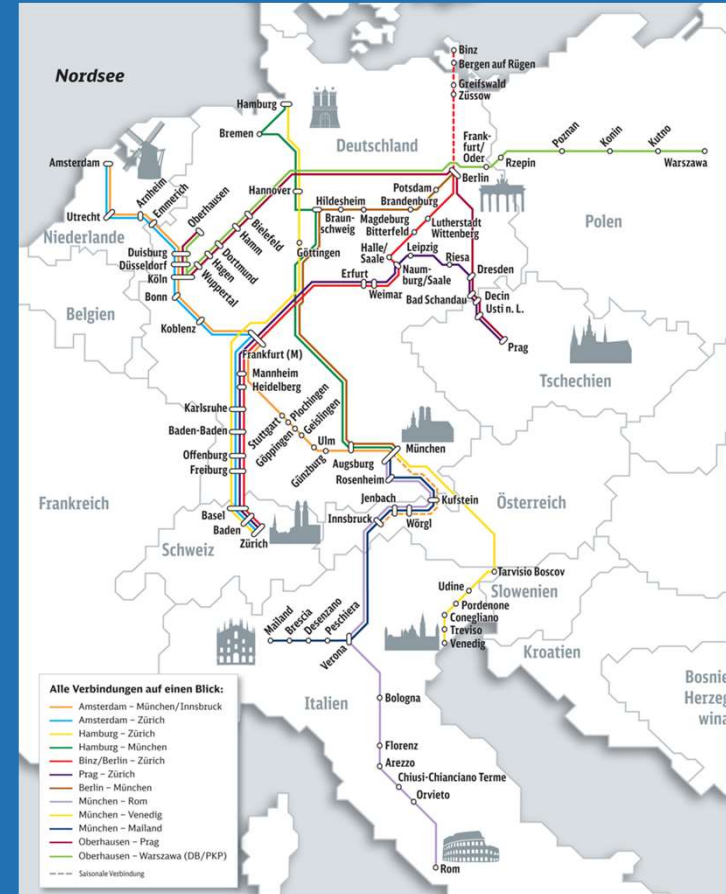 Nordsee
Binz
Bergen auf Rügen
Greifswald
Züssow
Hamburg
Bremen
Deutschland
Frank-
furt/
Oder
Rzepin
Poznan
Konin
Kutno
Warszawa
Berlin
Amsterdam
Utrecht
Arnheim
Emmerich
Niederlande
Oberhausen
Duisburg
Düsseldorf
Köln
Bonn
Koblenz
Belgien
Wuppertal
Hagen
Dortmund
Hamm
Bielefeld
Hannover
Hildesheim
Braun-
schweig
Magdeburg
Brandenburg
Potsdam
Bitterfeld
Lutherstadt
Wittenberg
Göttingen
Halle/
Saale
Leipzig
Riesa
Dresden
Erfurt
Weimar
Naum-
burg/Saale
Bad Schandau
Decin
Usti n. L.
Prag
Polen
Tschechien
Frankfurt (M)
Mannheim
Heidelberg
Karlsruhe
Baden-Baden
Offenburg
Freiburg
Stuttgart
Plochingen
Göppingen
Geislingen
Ulm
Günzburg
Augsburg
München
Rosenheim
Frankreich
Basel
Baden
Zürich
Schweiz
Jenbach
Innsbruck
Wörgl
Kufstein
Österreich
Tarvisio Boscov
Slowenien
Udine
Pordenone
Conegliano
Treviso
Venedig
Kroatien
Mailand
Brescia
Desenzano
Peschiera
Verona
Italien
Bosnie
Herzeg
wina
Bologna
Florenz
Arezzo
Chiusi-Chianciano Terme
Orvieto
Rom
Alle Verbindungen auf einen Blick:
Amsterdam – München/Innsbruck
Amsterdam – Zürich
Hamburg – Zürich
Hamburg – München
Binz/Berlin – Zürich
Prag – Zürich
Berlin – München
München – Rom
München – Venedig
München – Mailand
Oberhausen – Prag
Oberhausen – Warszawa (DB/PKP)
Saisonale Verbindung